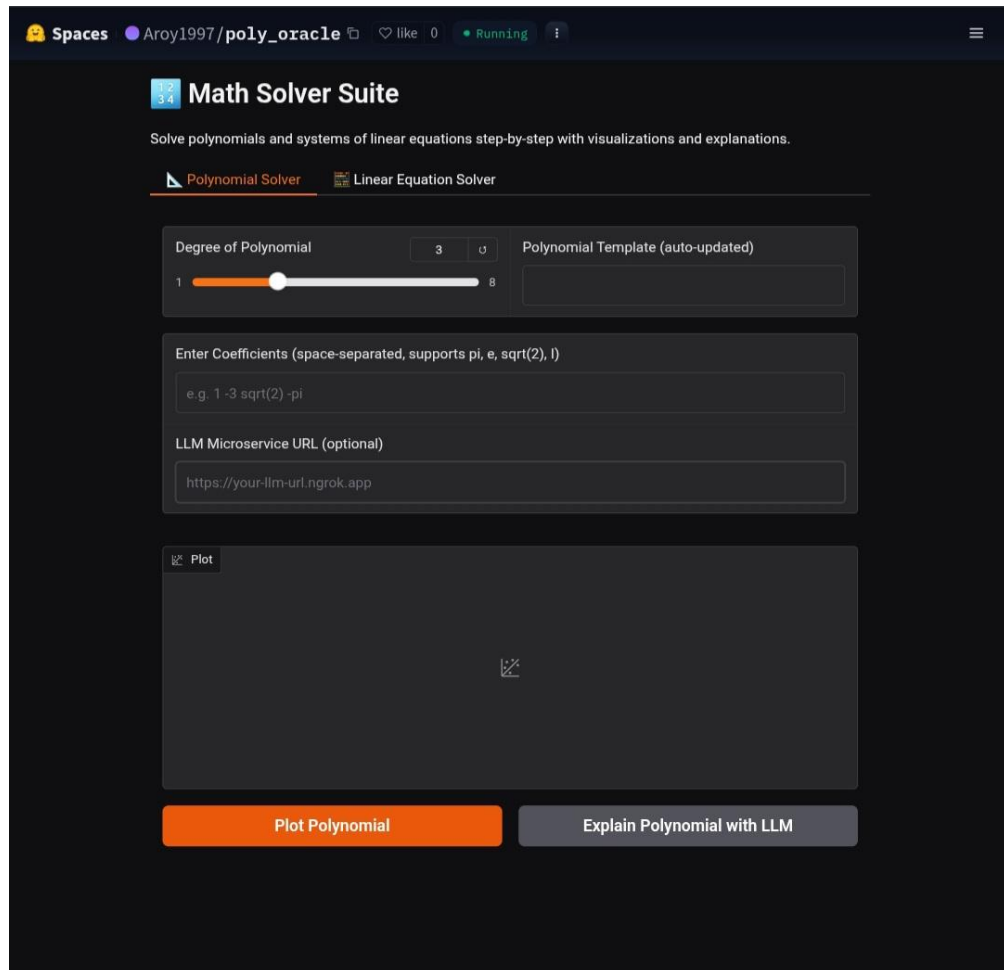 Spaces Aroy1997/poly_oracle like 0 Running
1234 Math Solver Suite
Solve polynomials and systems of linear equations step-by-step with visualizations and explanations.
Polynomial Solver Linear Equation Solver
Degree of Polynomial 3 Polynomial Template (auto-updated)
1 8
Enter Coefficients (space-separated, supports pi, e, sqrt(2), I)
e.g. 1 -3 sqrt(2) -pi
LLM Microservice URL (optional)
https://your-llm-url.ngrok.app
Plot
Plot Polynomial Explain Polynomial with LLM